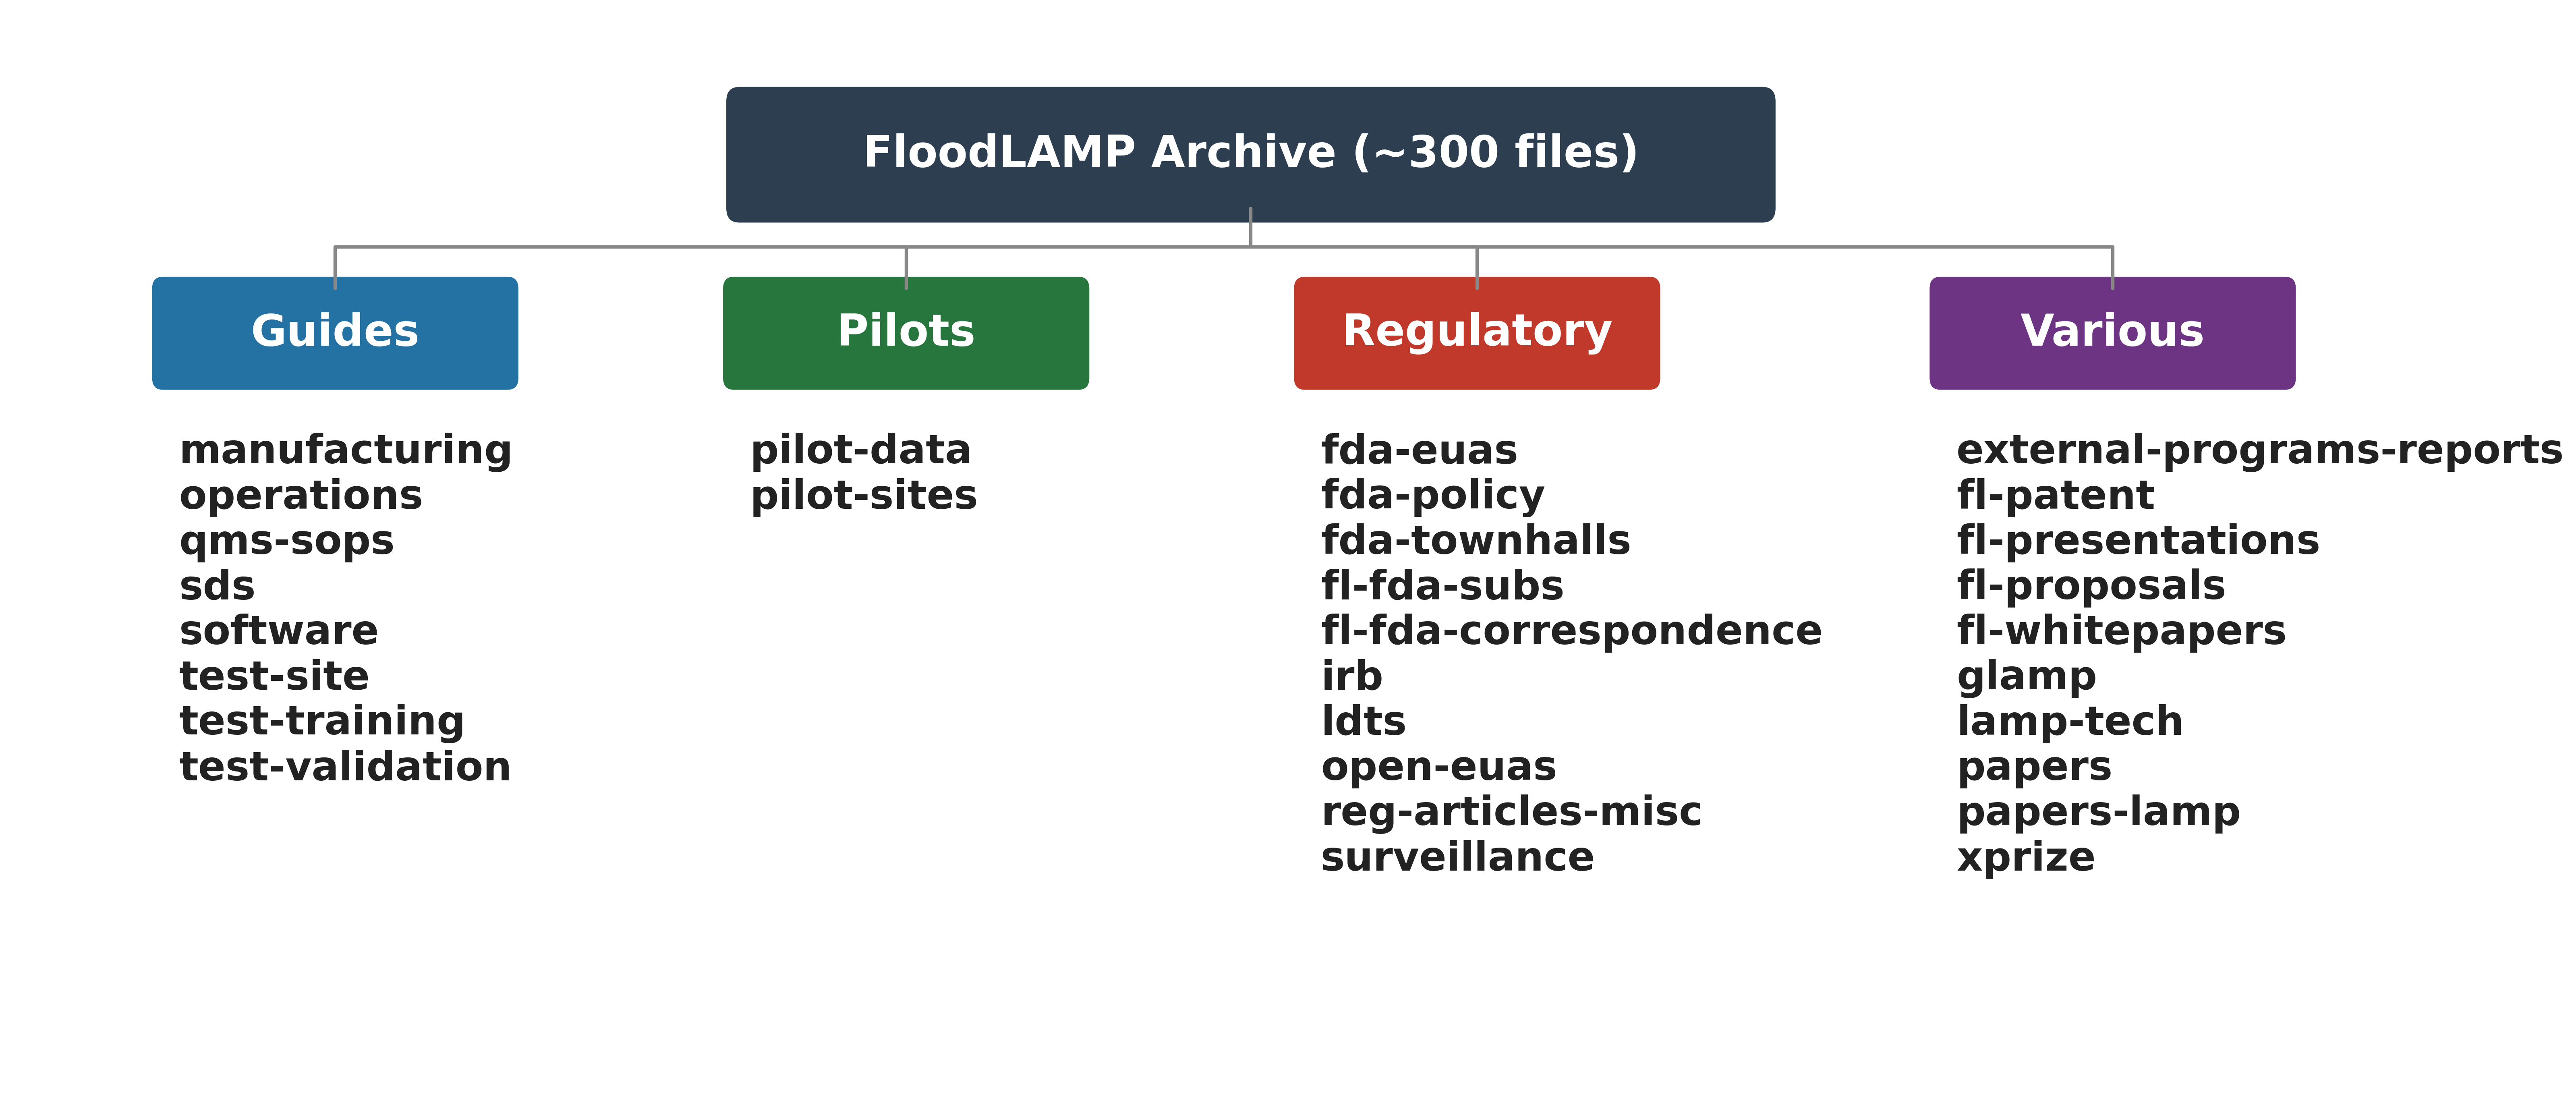 FloodLAMP Archive (~300 files)
Guides
manufacturing
operations
qms-sops
sds
software
test-site
test-training
test-validation
Pilots
pilot-data
pilot-sites
Regulatory
fda-euas
fda-policy
fda-townhalls
fl-fda-subs
fl-fda-correspondence
irb
ldts
open-euas
reg-articles-misc
surveillance
Various
external-programs-reports
fl-patent
fl-presentations
fl-proposals
fl-whitepapers
glamp
lamp-tech
papers
papers-lamp
xprize